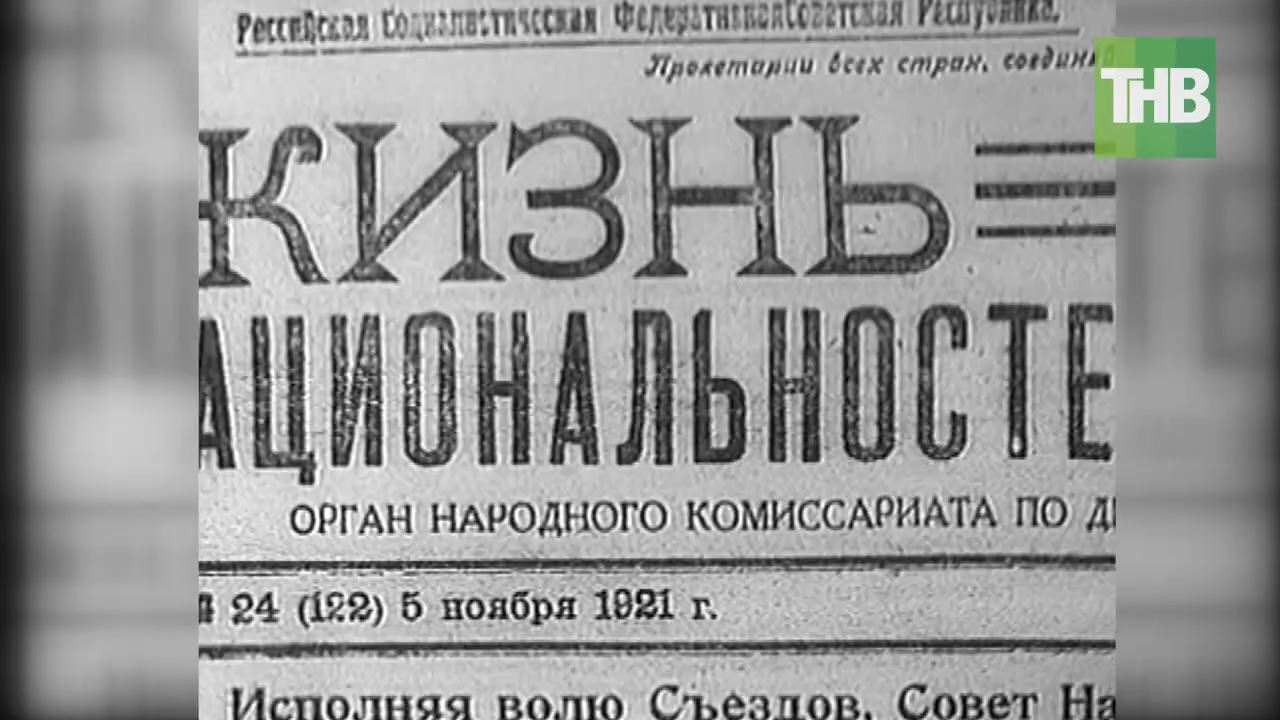 Российская Социалистическая Федеративная Советская Республика.
Пролетарии всех стран, соедин
ТНВ
ЖИЗНЬ
АЦИОНАЛЬНОСТЕ
ОРГАН НАРОДНОГО КОМИССАРИАТА ПО Д
№ 24 (122) 5 ноября 1921 г.
Исполняя волю Съездов, Совет На